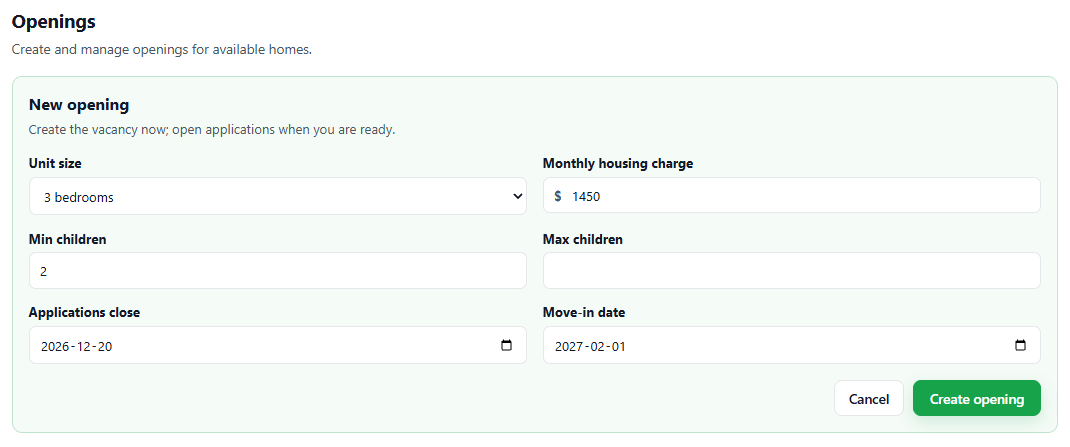 Openings
Create and manage openings for available homes.
New opening
Create the vacancy now; open applications when you are ready.
Unit size
Monthly housing charge
3 bedrooms
$ 1450
Min children
Max children
2
Applications close
Move-in date
2026-12-20
2027-02-01
Cancel
Create opening